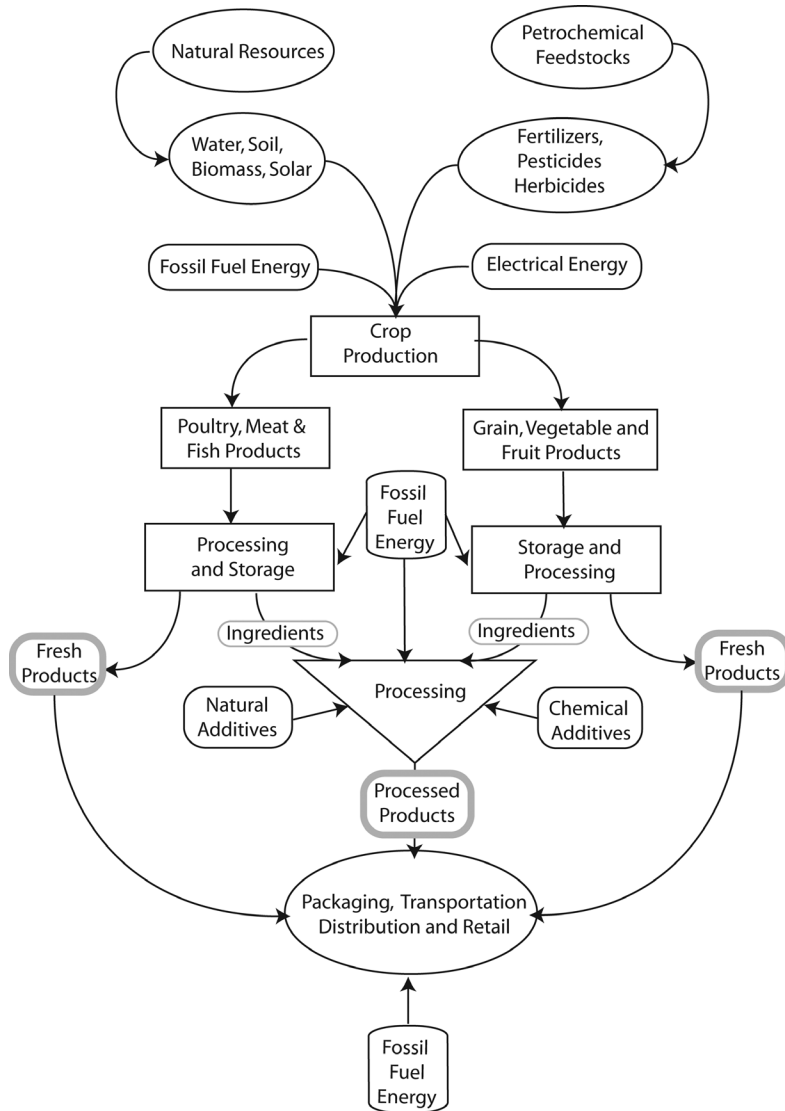 Natural Resources
Petrochemical
Feedstocks
Water, Soil,
Biomass, Solar
Fertilizers,
Pesticides
Herbicides
Fossil Fuel Energy
Electrical Energy
Crop
Production
Poultry, Meat &
Fish Products
Grain, Vegetable and
Fruit Products
Fossil
Fuel
Energy
Processing
and Storage
Storage and
Processing
Ingredients
Ingredients
Fresh
Products
Fresh
Products
Processing
Natural
Additives
Chemical
Additives
Processed
Products
Packaging, Transportation
Distribution and Retail
Fossil
Fuel
Energy